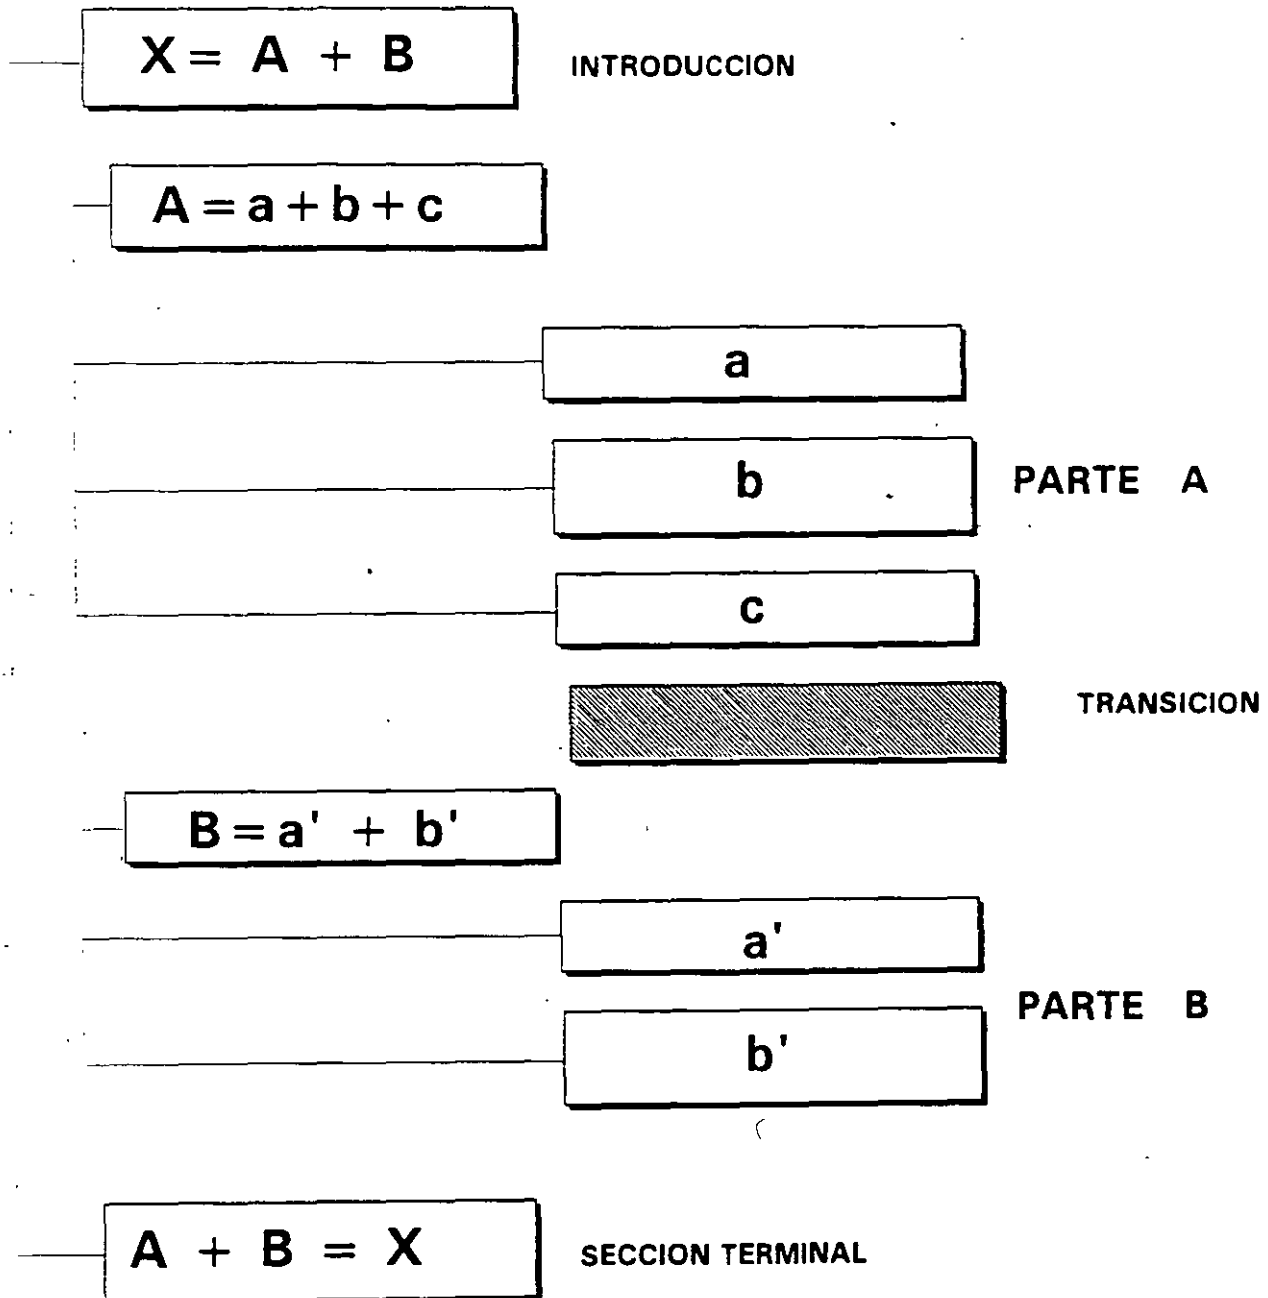 X = A + B INTRODUCCION
A = a + b + c
a
b PARTE A
c
TRANSICION
B = a' + b'
a'
PARTE B
b'
A + B = X SECCION TERMINAL